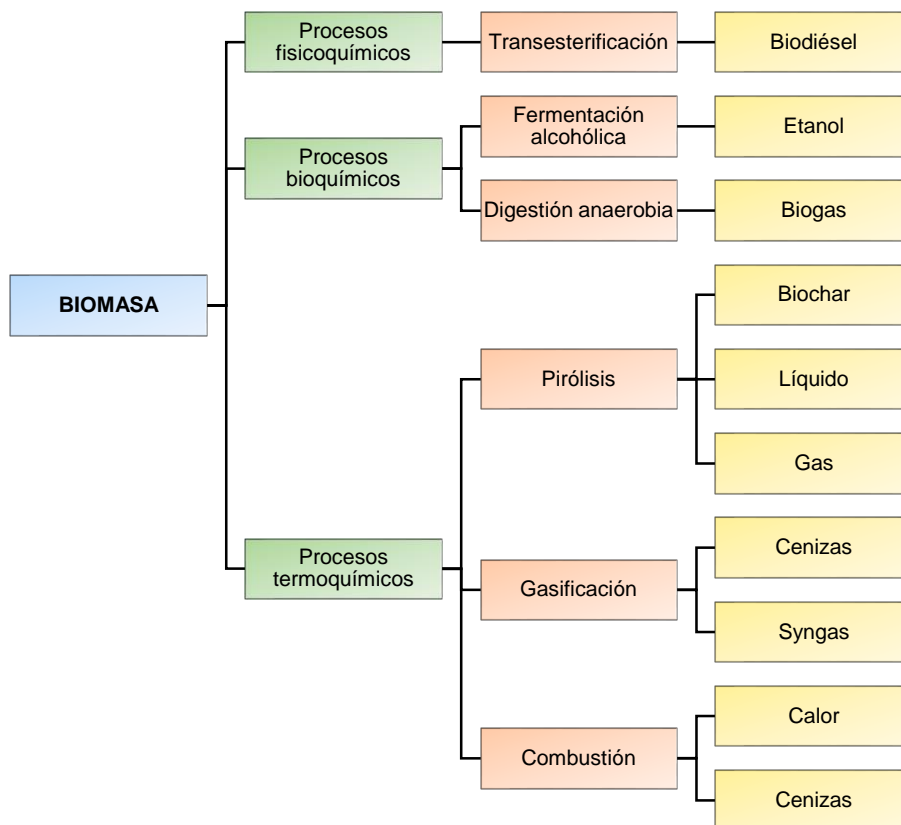 Procesos
fisicoquímicos
Transesterificación
Biodiésel
Procesos
bioquímicos
Fermentación
alcohólica
Etanol
Digestión anaerobia
Biogas
BIOMASA
Procesos
termoquímicos
Pirólisis
Biochar
Líquido
Gas
Gasificación
Cenizas
Syngas
Combustión
Calor
Cenizas